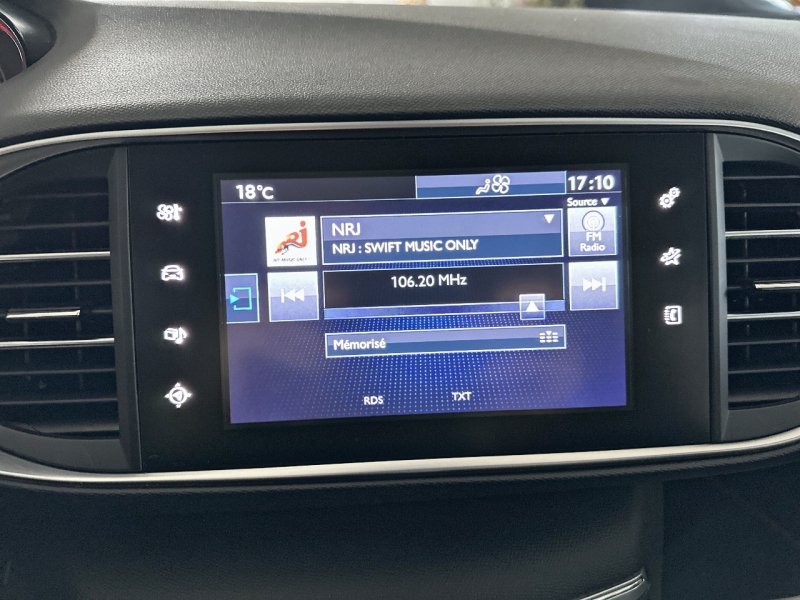 18°C
17:10
Source ▼
NRJ
NRJ : SWIFT MUSIC ONLY
FM
Radio
106.20 MHz
Mémorisé
RDS
TXT